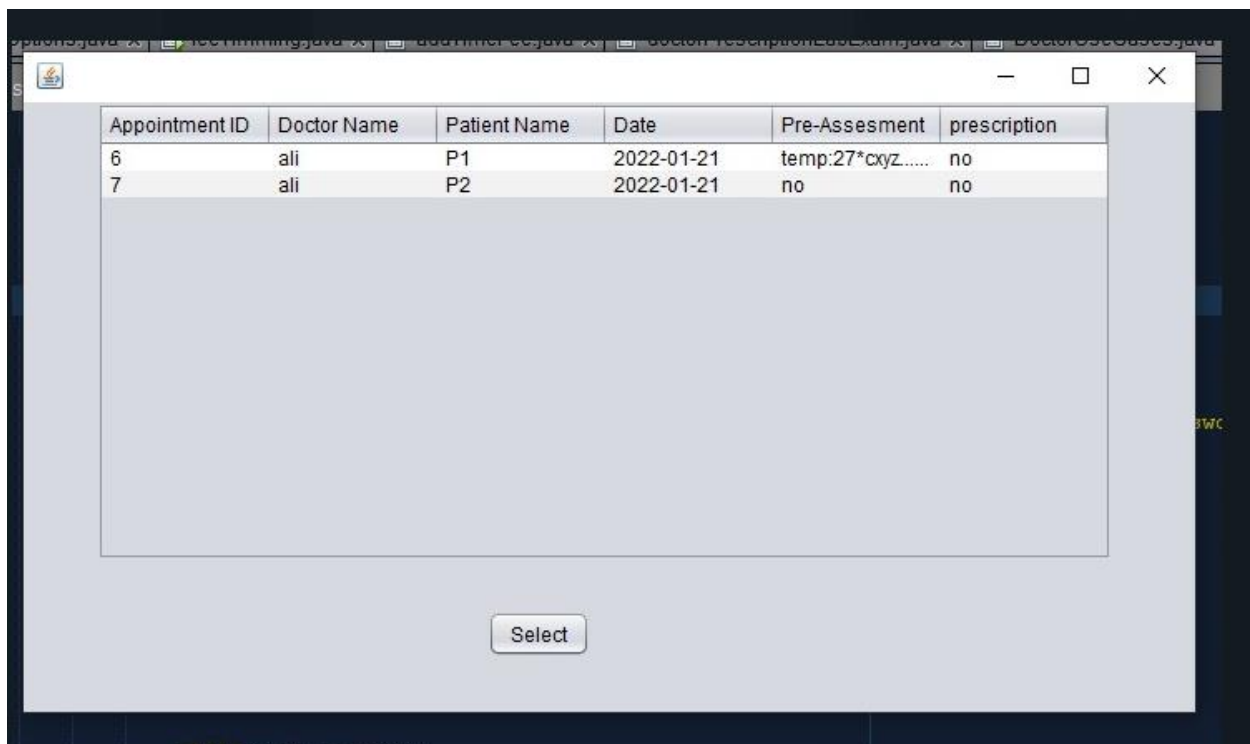 Appointment ID Doctor Name Patient Name Date Pre-Assesment prescription
6 ali P1 2022-01-21 temp:27*cxyz...... no
7 ali P2 2022-01-21 no no
Select